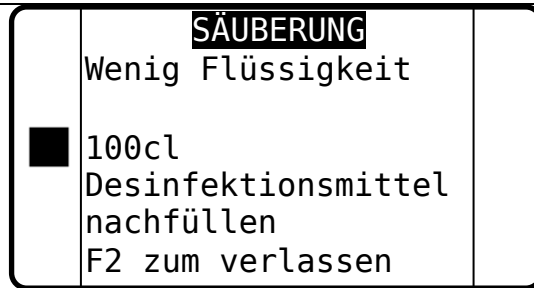 SÄUBERUNG
Wenig Flüssigkeit
100cl
Desinfektionsmittel
nachfüllen
F2 zum verlassen